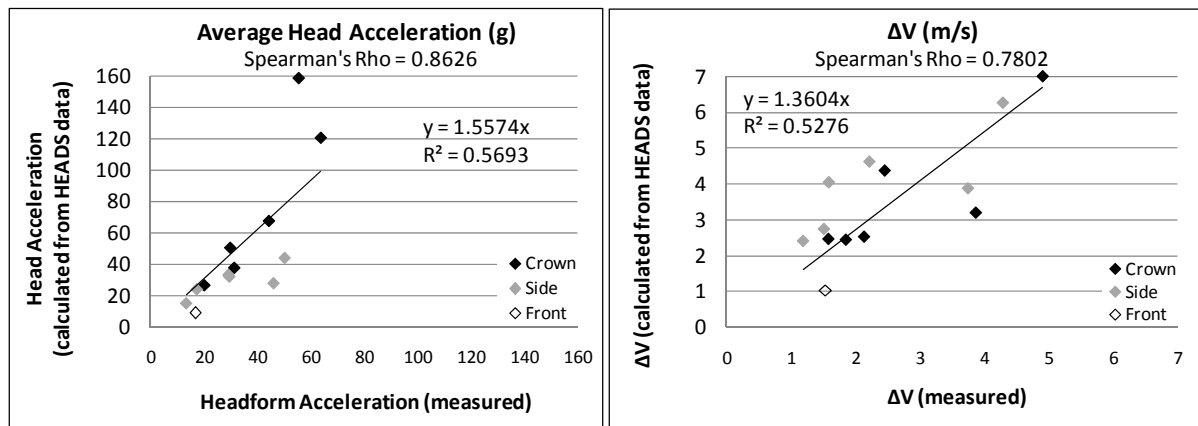 Average Head Acceleration (g)
Spearman's Rho = 0.8626
Head Acceleration
(calculated from HEADS data)
160
140
120
100
80
60
40
20
0
y = 1.5574x
R² = 0.5693
Crown
Side
Front
0 20 40 60 80 100 120 140 160
Headform Acceleration (measured)
ΔV (m/s)
Spearman's Rho = 0.7802
ΔV (calculated from HEADS data)
7
6
5
4
3
2
1
0
y = 1.3604x
R² = 0.5276
Crown
Side
Front
0 1 2 3 4 5 6 7
ΔV (measured)